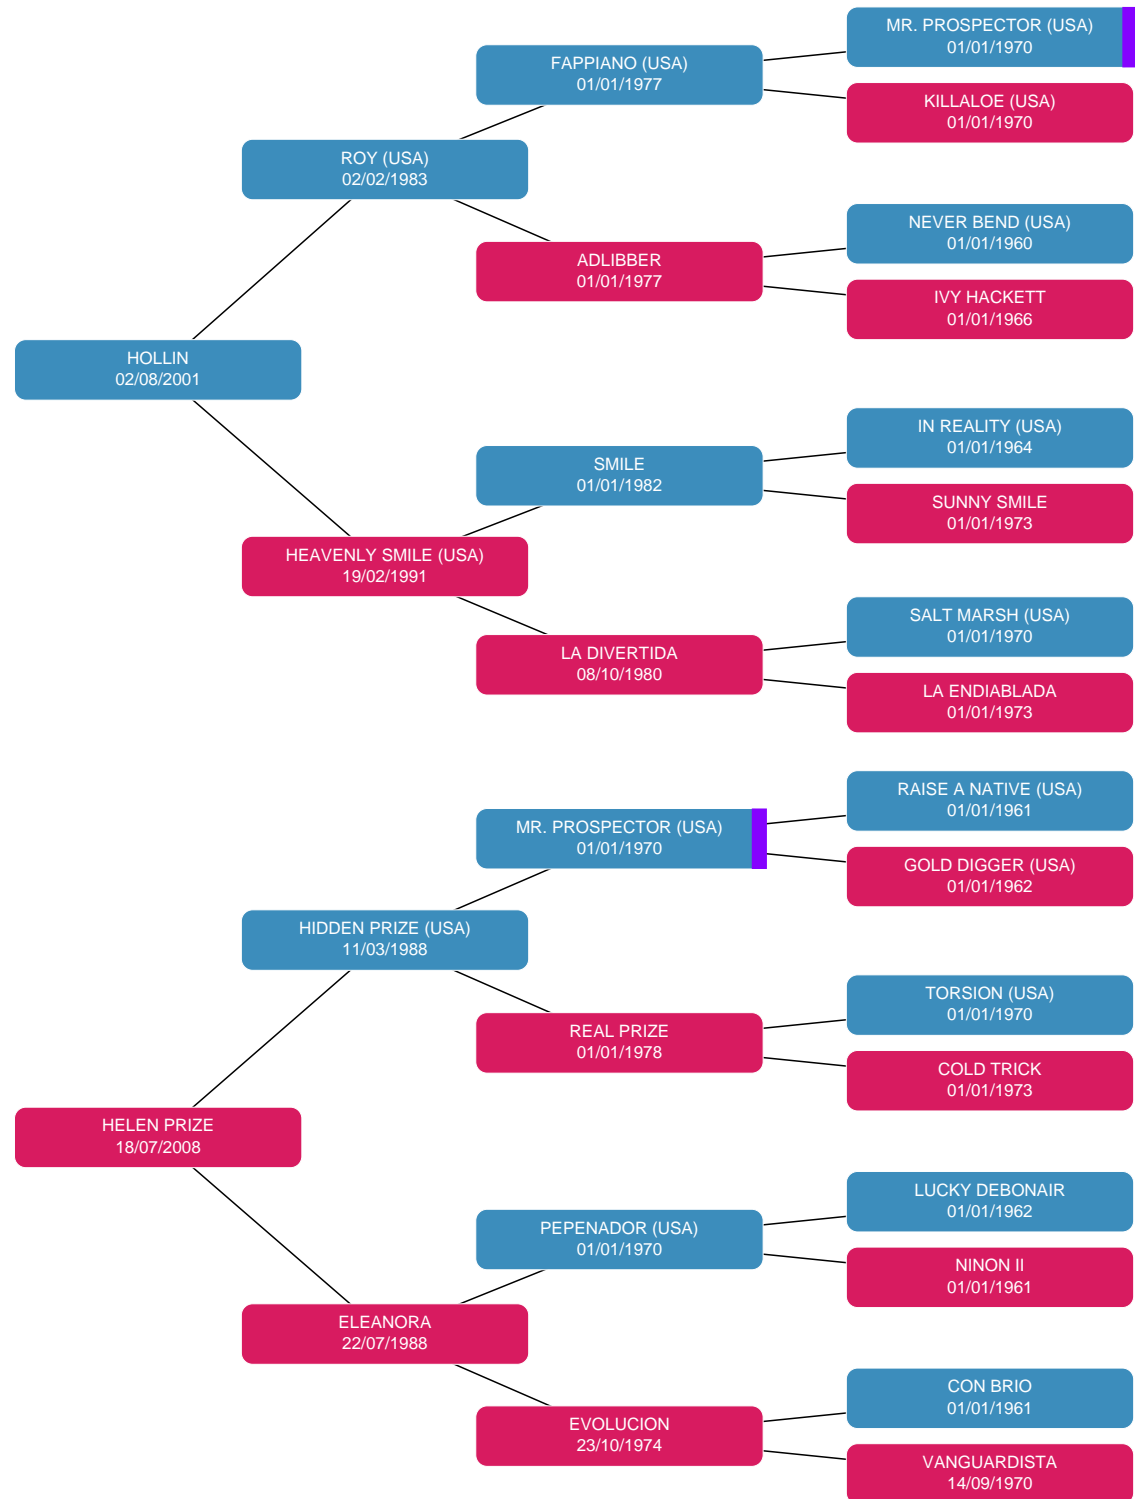 MR. PROSPECTOR (USA)
01/01/1970
FAPPIANO (USA)
01/01/1977
KILLALOE (USA)
01/01/1970
ROY (USA)
02/02/1983
NEVER BEND (USA)
01/01/1960
ADLIBBER
01/01/1977
IVY HACKETT
01/01/1966
HOLLIN
02/08/2001
IN REALITY (USA)
01/01/1964
SMILE
01/01/1982
SUNNY SMILE
01/01/1973
HEAVENLY SMILE (USA)
19/02/1991
SALT MARSH (USA)
01/01/1970
LA DIVERTIDA
08/10/1980
LA ENDIABLADA
01/01/1973
RAISE A NATIVE (USA)
01/01/1961
MR. PROSPECTOR (USA)
01/01/1970
GOLD DIGGER (USA)
01/01/1962
HIDDEN PRIZE (USA)
11/03/1988
TORSION (USA)
01/01/1970
REAL PRIZE
01/01/1978
COLD TRICK
01/01/1973
HELEN PRIZE
18/07/2008
LUCKY DEBONAIR
01/01/1962
PEPENADOR (USA)
01/01/1970
NINON II
01/01/1961
ELEANORA
22/07/1988
CON BRIO
01/01/1961
EVOLUCION
23/10/1974
VANGUARDISTA
14/09/1970